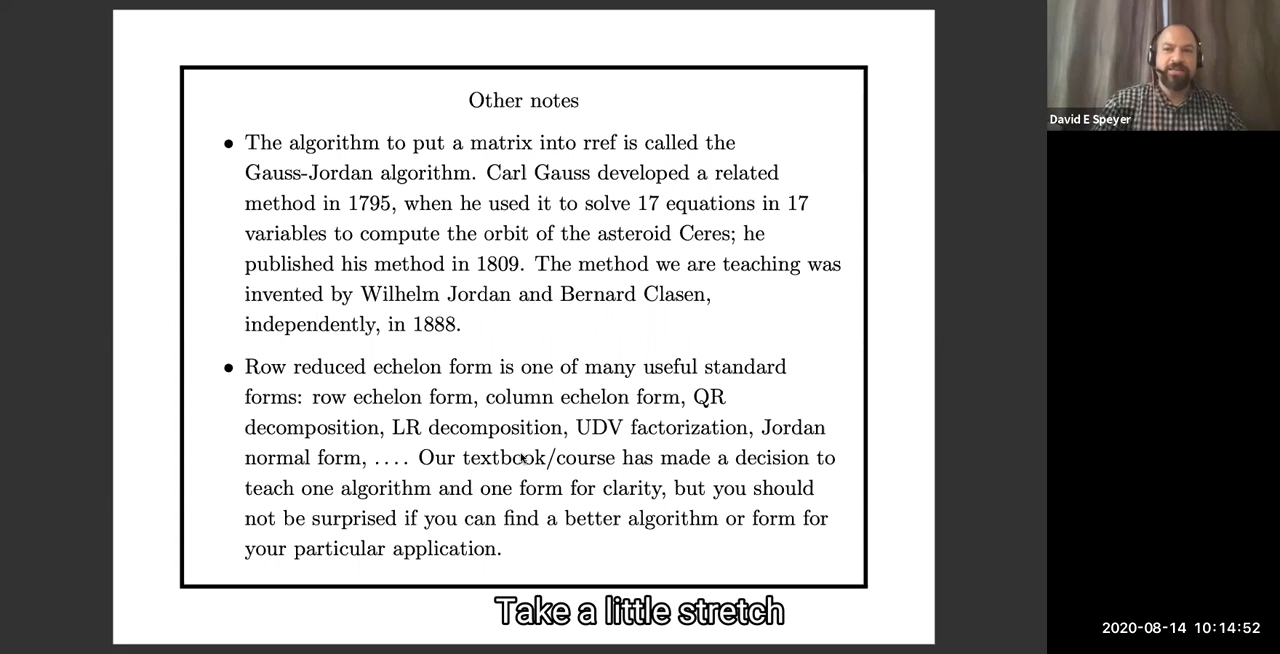 Other notes
• The algorithm to put a matrix into rref is called the
Gauss-Jordan algorithm. Carl Gauss developed a related
method in 1795, when he used it to solve 17 equations in 17
variables to compute the orbit of the asteroid Ceres; he
published his method in 1809. The method we are teaching was
invented by Wilhelm Jordan and Bernard Clasen,
independently, in 1888.
• Row reduced echelon form is one of many useful standard
forms: row echelon form, column echelon form, QR
decomposition, LR decomposition, UDV factorization, Jordan
normal form, .... Our textbook/course has made a decision to
teach one algorithm and one form for clarity, but you should
not be surprised if you can find a better algorithm or form for
your particular application.
Take a little stretch
David E Speyer
2020-08-14 10:14:52